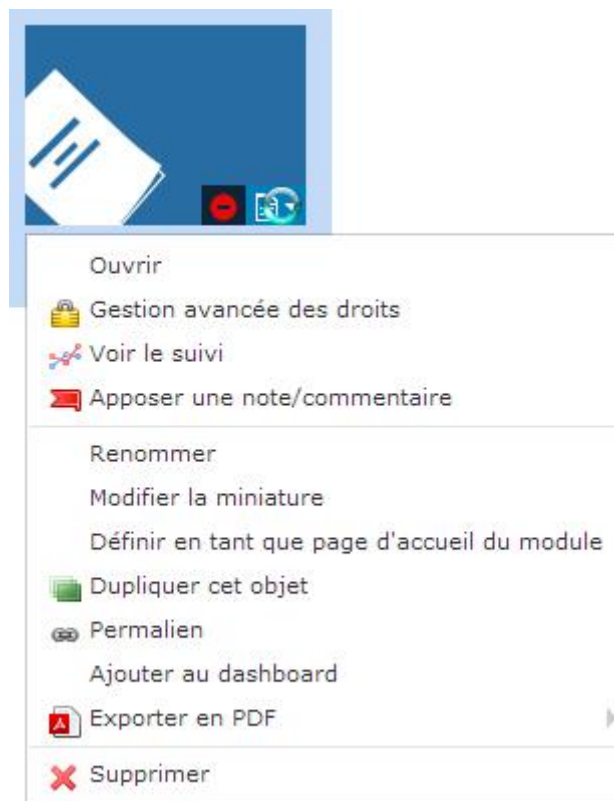 Ouvrir
Gestion avancée des droits
Voir le suivi
Apposer une note/commentaire
Renommer
Modifier la miniature
Définir en tant que page d'accueil du module
Dupliquer cet objet
Permalien
Ajouter au dashboard
Exporter en PDF
Supprimer